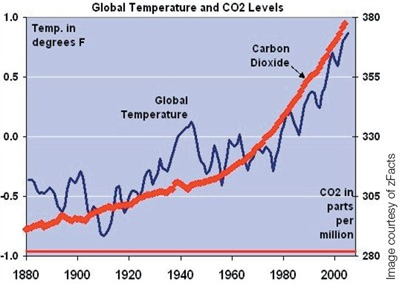 Global Temperature and CO2 Levels
1.0
0.5
0.0
-0.5
-1.0
Temp. in
degrees F
Global
Temperature
Carbon
Dioxide
CO2 in
parts
per
million
380
355
330
305
280
1880
1900
1920
1940
1960
1980
2000
Image courtesy of zFacts